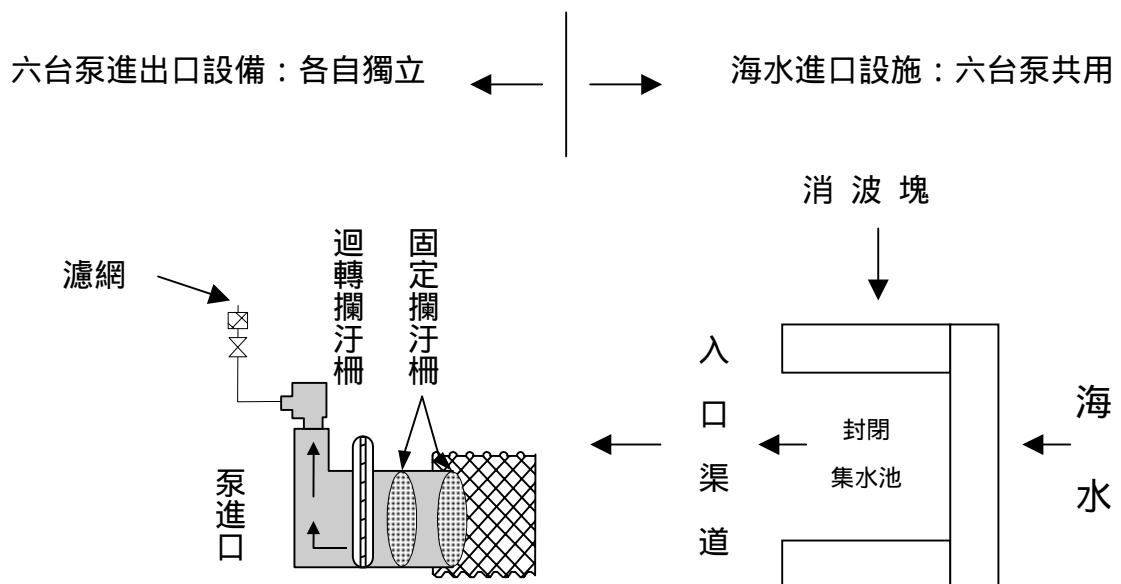 六台泵進出口設備：各自獨立
海水進口設施：六台泵共用
消波塊
濾網
迴轉攔汙柵
固定攔汙柵
泵進口
入口渠道
封閉
集水池
海水